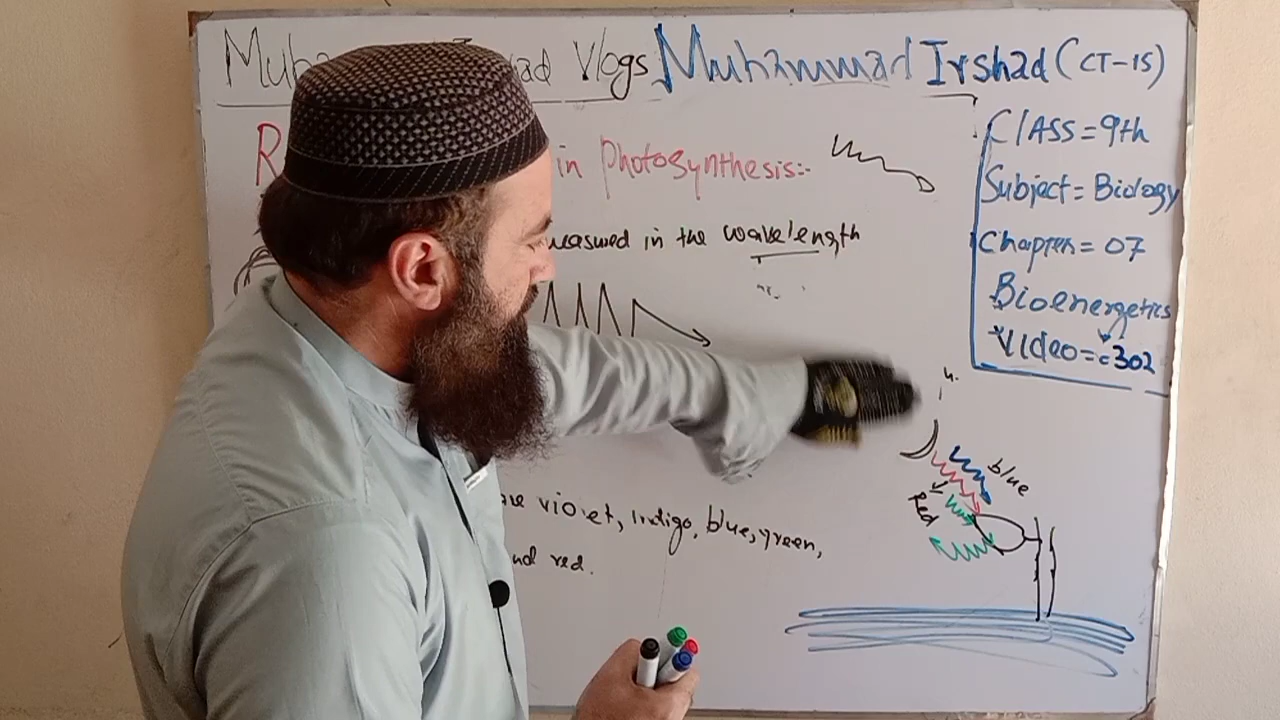 Vlogs Muhammad Irshad (CT-15)
in Photosynthesis:-
CLASS = 9th
Subject = Biology
measured in the wavelength
Chapter = 07
Bioenergetics
Video = 302
blue
Red
are violet, indigo, blue, green,
and red.